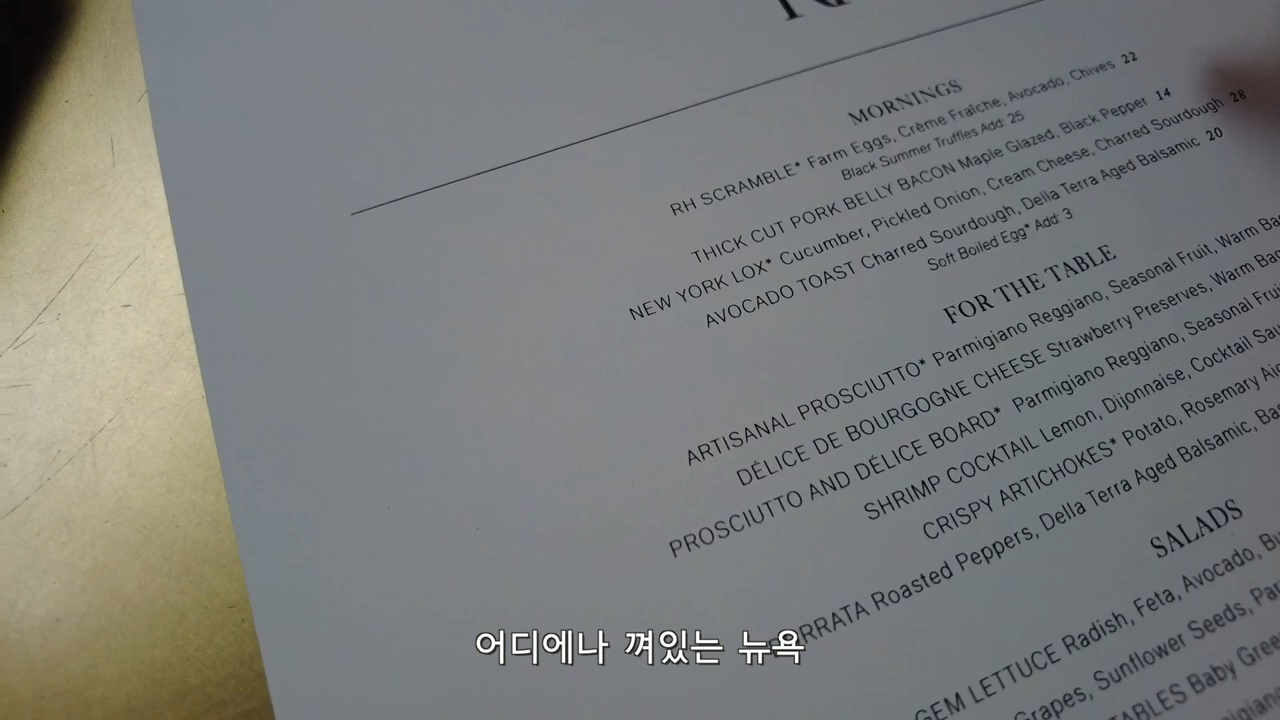 MORNINGS
RH SCRAMBLE* Farm Eggs, Crème Fraîche, Avocado, Chives 22
Black Summer Truffles Add: 25
THICK CUT PORK BELLY BACON Maple Glazed, Black Pepper 14
NEW YORK LOX* Cucumber, Pickled Onion, Cream Cheese, Charred Sourdough 28
AVOCADO TOAST Charred Sourdough, Della Terra Aged Balsamic 20
Soft Boiled Egg* Add: 3
FOR THE TABLE
ARTISANAL PROSCIUTTO* Parmigiano Reggiano, Seasonal Fruit, Warm
DÉLICE DE BOURGOGNE CHEESE Strawberry Preserves, Warm
PROSCIUTTO AND DÉLICE BOARD* Parmigiano Reggiano, Seasonal
SHRIMP COCKTAIL Lemon, Dijonnaise, Cocktail
CRISPY ARTICHOKES* Potato, Rosemary
BURRATA Roasted Peppers, Della Terra Aged Balsamic,
SALADS
GEM LETTUCE Radish, Feta, Avocado,
Grapes, Sunflower Seeds,
Baby
어디에나 껴있는 뉴욕